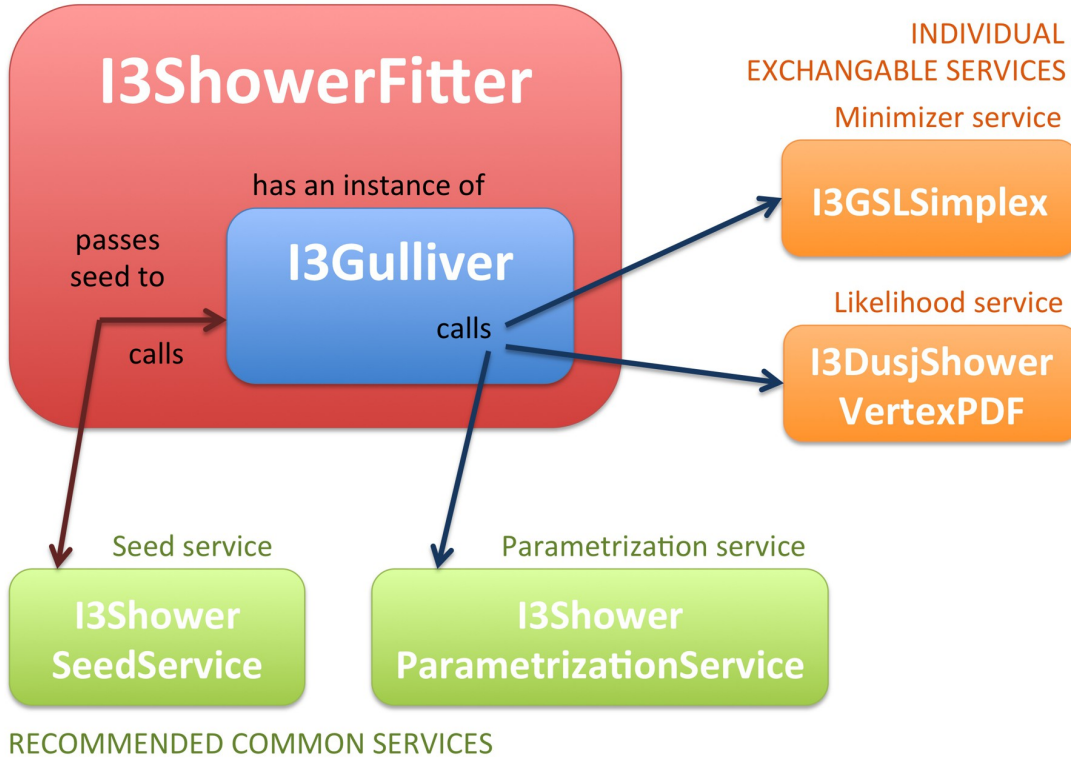 I3ShowerFitter
INDIVIDUAL
EXCHANGABLE SERVICES
Minimizer service
I3GSLSimplex
has an instance of
I3Gulliver
passes
seed to
calls
calls
Likelihood service
I3DusjShower
VertexPDF
Seed service
I3Shower
SeedService
Parametrization service
I3Shower
ParametrizationService
RECOMMENDED COMMON SERVICES